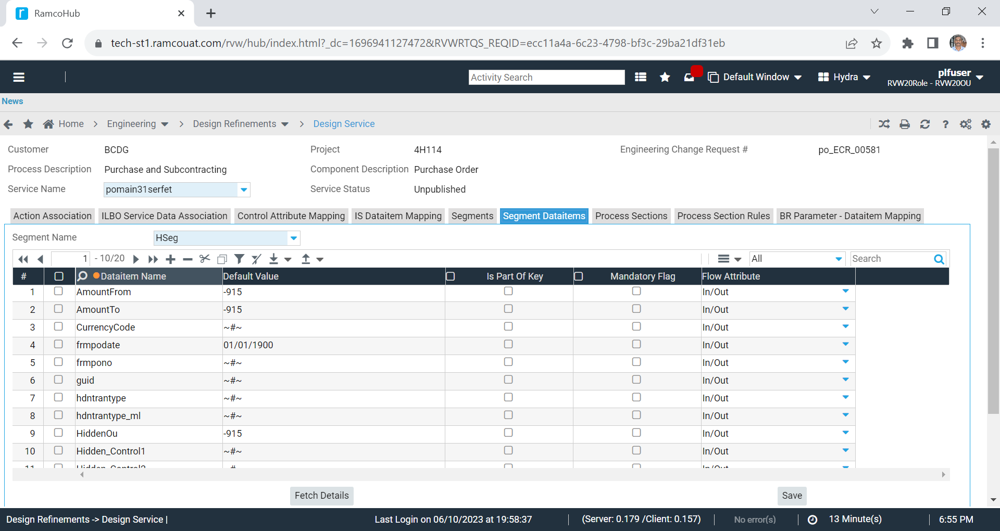 RamcoHub
tech-st1.ramcouat.com/rvw/hub/index.html?_dc=1696941127472&RVWRTQS_REQID=ecc11a4a-6c23-4798-bf3c-29ba21df31eb
Activity Search
Default Window
Hydra
plfuser
RVW20Role - RVW20OU
News
Home > Engineering > Design Refinements > Design Service
Customer BCDG Project 4H114 Engineering Change Request # po_ECR_00581
Process Description Purchase and Subcontracting Component Description Purchase Order
Service Name pomain31serfet Service Status Unpublished
Action Association ILBO Service Data Association Control Attribute Mapping IS Dataitem Mapping Segments Segment Dataitems Process Sections Process Section Rules BR Parameter - Dataitem Mapping
Segment Name HSeg
1 - 10/20 All Search
# Dataitem Name Default Value Is Part Of Key Mandatory Flag Flow Attribute
1 AmountFrom -915 In/Out
2 AmountTo -915 In/Out
3 CurrencyCode ~#~ In/Out
4 frmpodate 01/01/1900 In/Out
5 frmpono ~#~ In/Out
6 guid ~#~ In/Out
7 hdntrantype ~#~ In/Out
8 hdntrantype_ml ~#~ In/Out
9 HiddenOu -915 In/Out
10 Hidden_Control1 ~#~ In/Out
Fetch Details Save
Design Refinements -> Design Service | Last Login on 06/10/2023 at 19:58:37 (Server: 0.179 /Client: 0.157) No error(s) 13 Minute(s) 6:55 PM